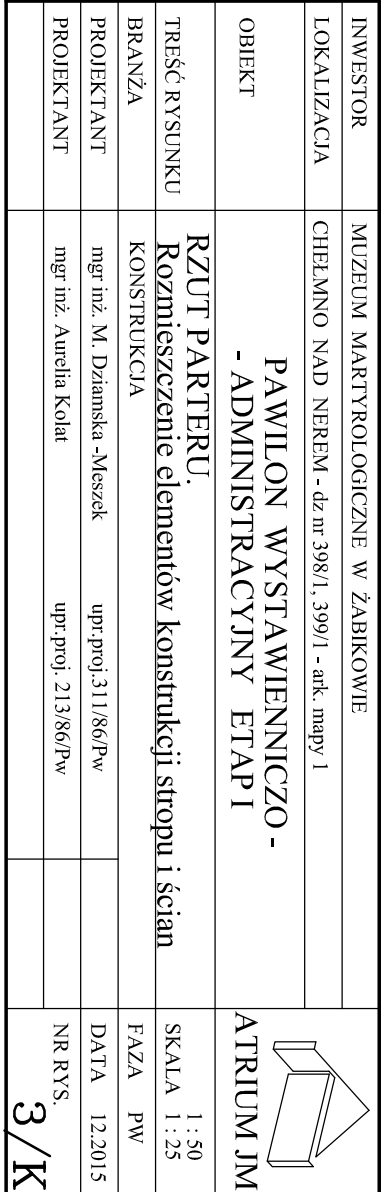 INWESTOR MUZEUM MARTYROLOGICZNE W ŻABIKOWIE
LOKALIZACJA CHEŁMNO NAD NEREM - dz nr 398/1, 399/1 - ark. mapy 1
OBIEKT PAWILON WYSTAWIENNICZO -
- ADMINISTRACYJNY ETAP I
ATRIUM JM
TREŚĆ RYSUNKU RZUT PARTERU.
Rozmieszczenie elementów konstrukcji stropu i ścian
SKALA 1 : 50
1 : 25
BRANŻA KONSTRUKCJA FAZA PW
PROJEKTANT mgr inż. M. Dziamska -Meszek upr.proj.311/86/Pw DATA 12.2015
PROJEKTANT mgr inż. Aurelia Kolat upr.proj. 213/86/Pw NR RYS.
3/K